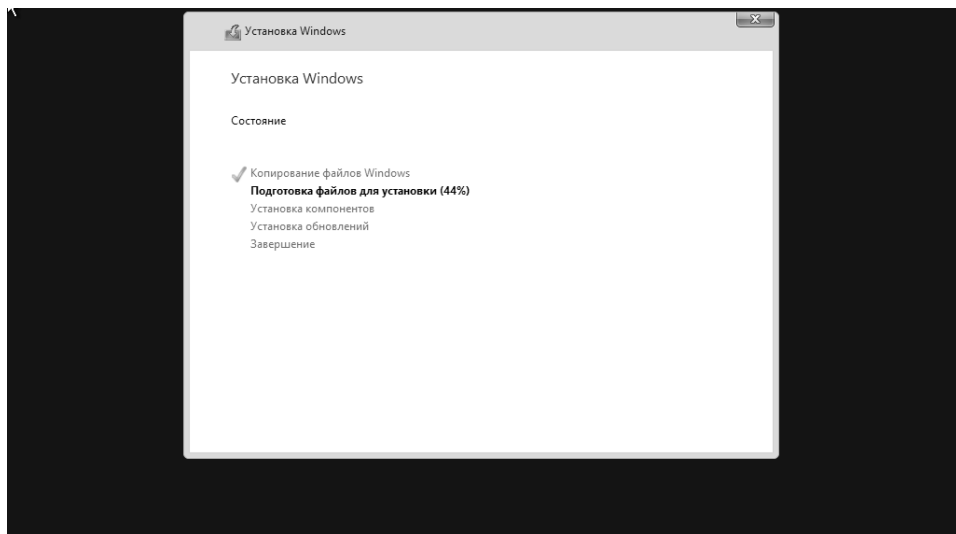 Установка Windows
Установка Windows
Состояние
Копирование файлов Windows
Подготовка файлов для установки (44%)
Установка компонентов
Установка обновлений
Завершение